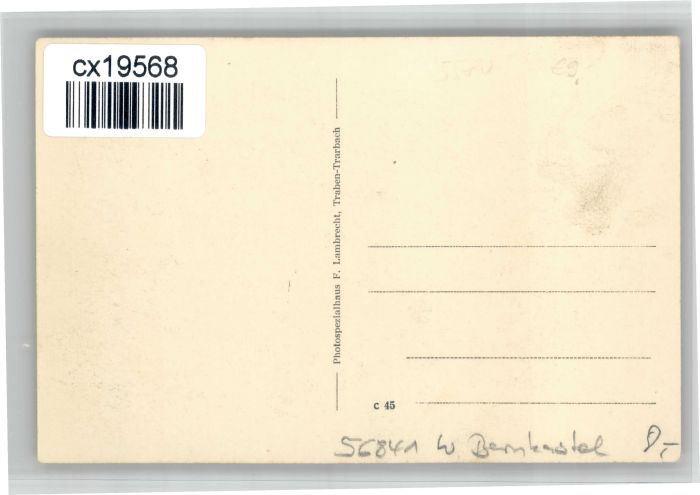 cx19568
Photospezialhaus F. Lambrecht, Traben-Trarbach
c 45
56841 w Bernkastel